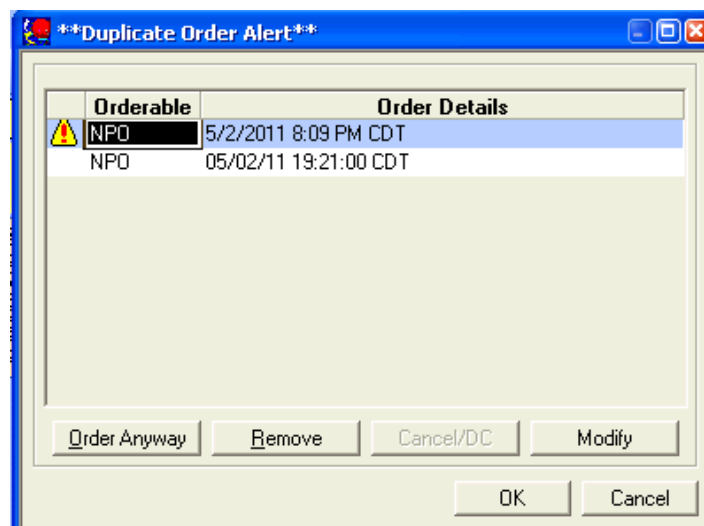 **Duplicate Order Alert**
Orderable Order Details
NPO 5/2/2011 8:09 PM CDT
NPO 05/02/11 19:21:00 CDT
Order Anyway Remove Cancel/DC Modify
OK Cancel